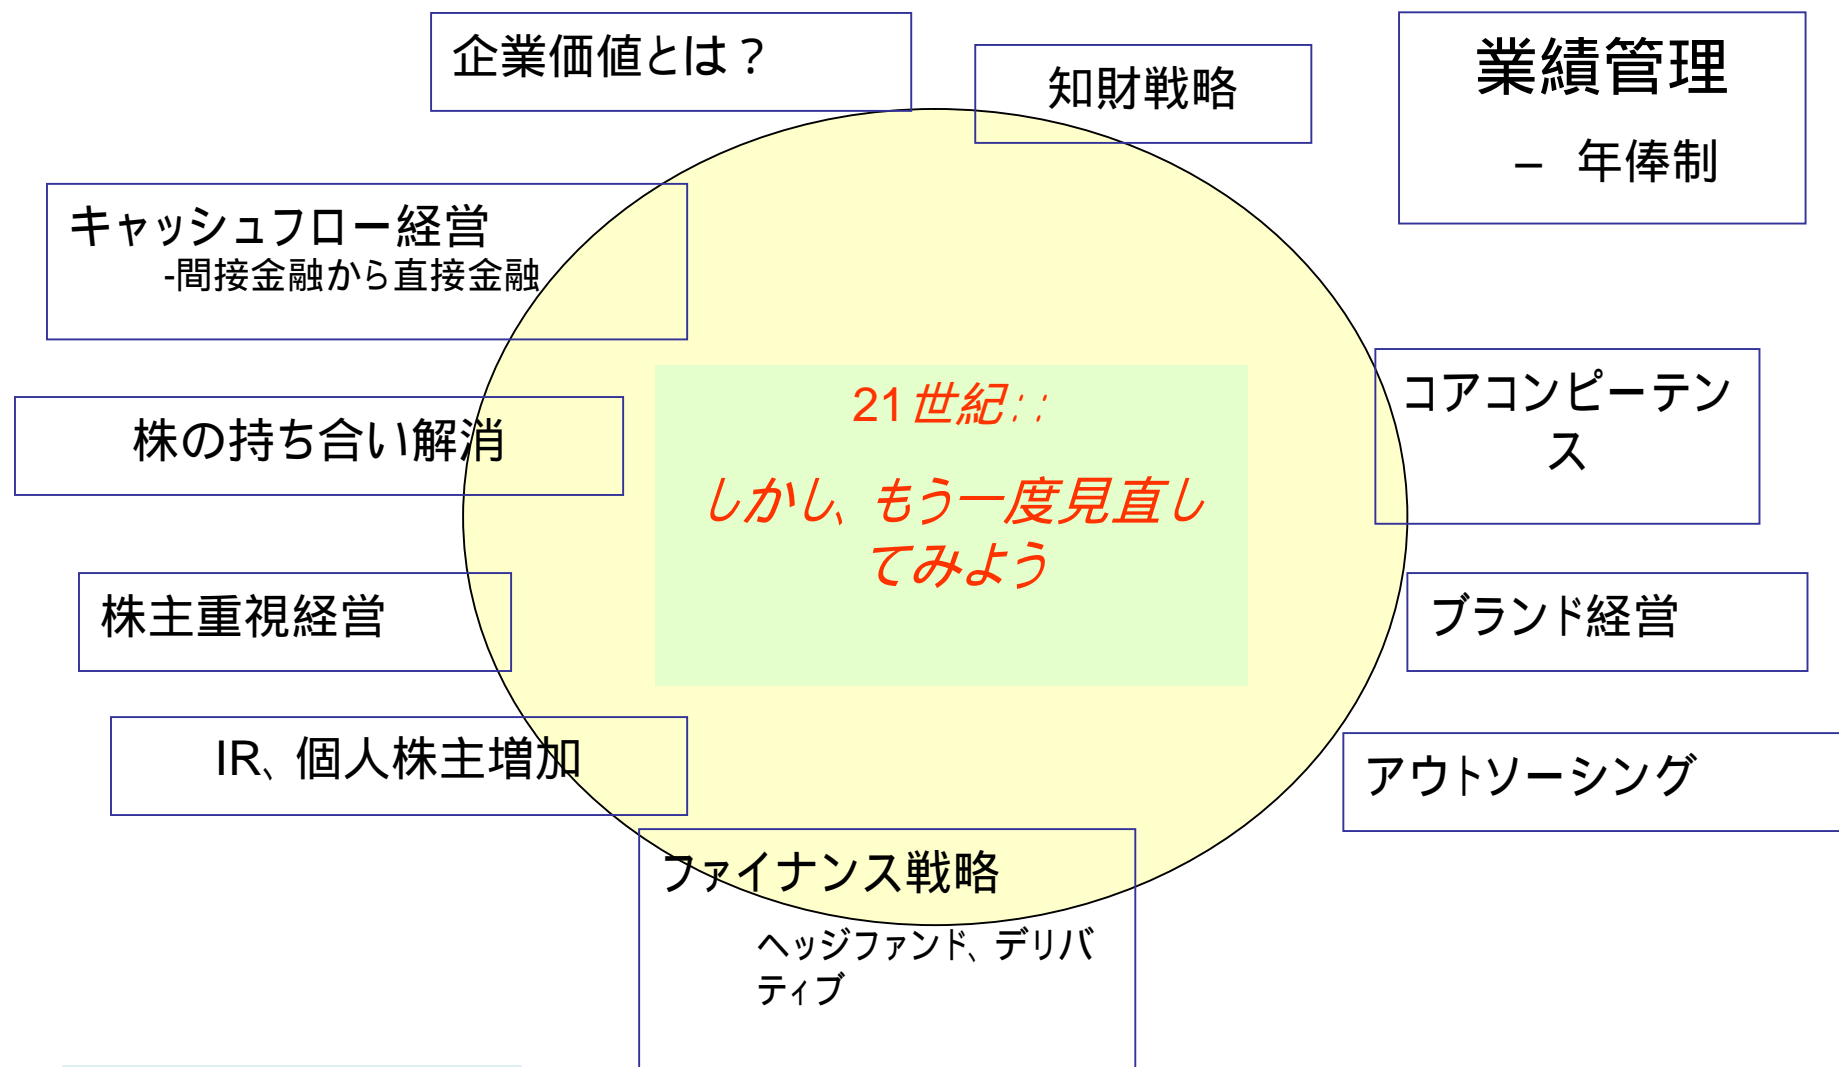 企業価値とは？
知財戦略
業績管理
– 年俸制
キャッシュフロー経営
-間接金融から直接金融
株の持ち合い解消
株主重視経営
IR、個人株主増加
ファイナンス戦略
ヘッジファンド、デリバ
ティブ
21世紀：：
しかし、もう一度見直し
てみよう
コアコンピーテン
ス
ブランド経営
アウトソーシング